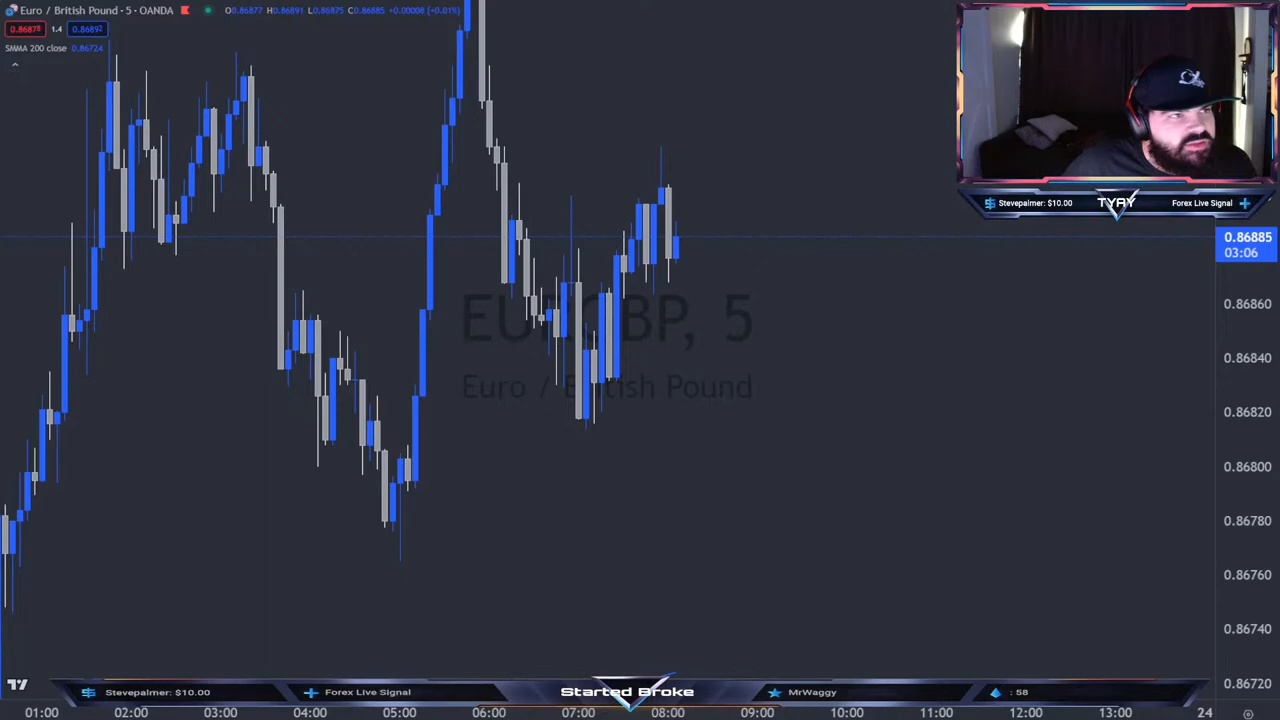 Euro / British Pound · 5 · OANDA O0.86877 H0.86891 L0.86875 C0.86885 +0.00008 (+0.01%)
0.86878 1.4 0.86892
SMMA 200 close 0.86724
Stevepalmer: $10.00 TYAY Forex Live Signal
0.86885
03:06
EURGBP, 5
Euro / British Pound
0.86860
0.86840
0.86820
0.86800
0.86780
0.86760
0.86740
0.86720
Stevepalmer: $10.00 Forex Live Signal Started Broke MrWaggy : 58
01:00 02:00 03:00 04:00 05:00 06:00 07:00 08:00 09:00 10:00 11:00 12:00 13:00 24